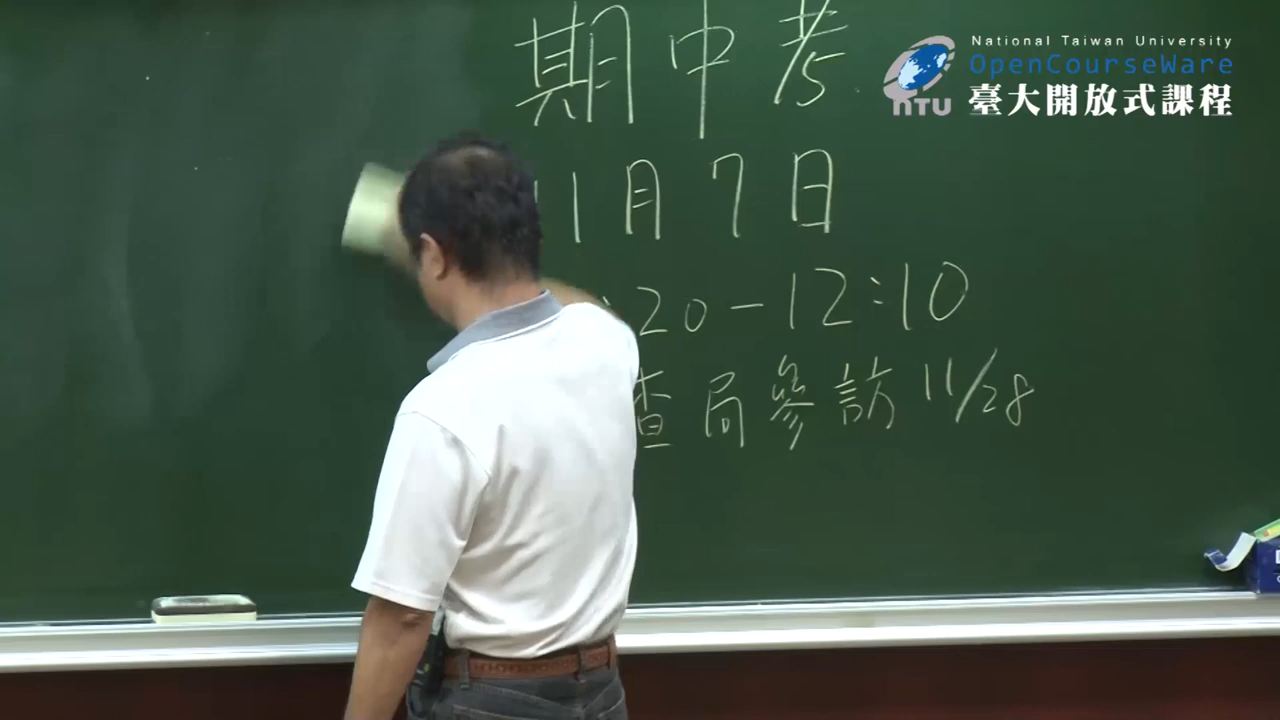 期中考
11月7日
:20-12:10
查局參訪 11/28
National Taiwan University
OpenCourseWare
臺大開放式課程
NTU